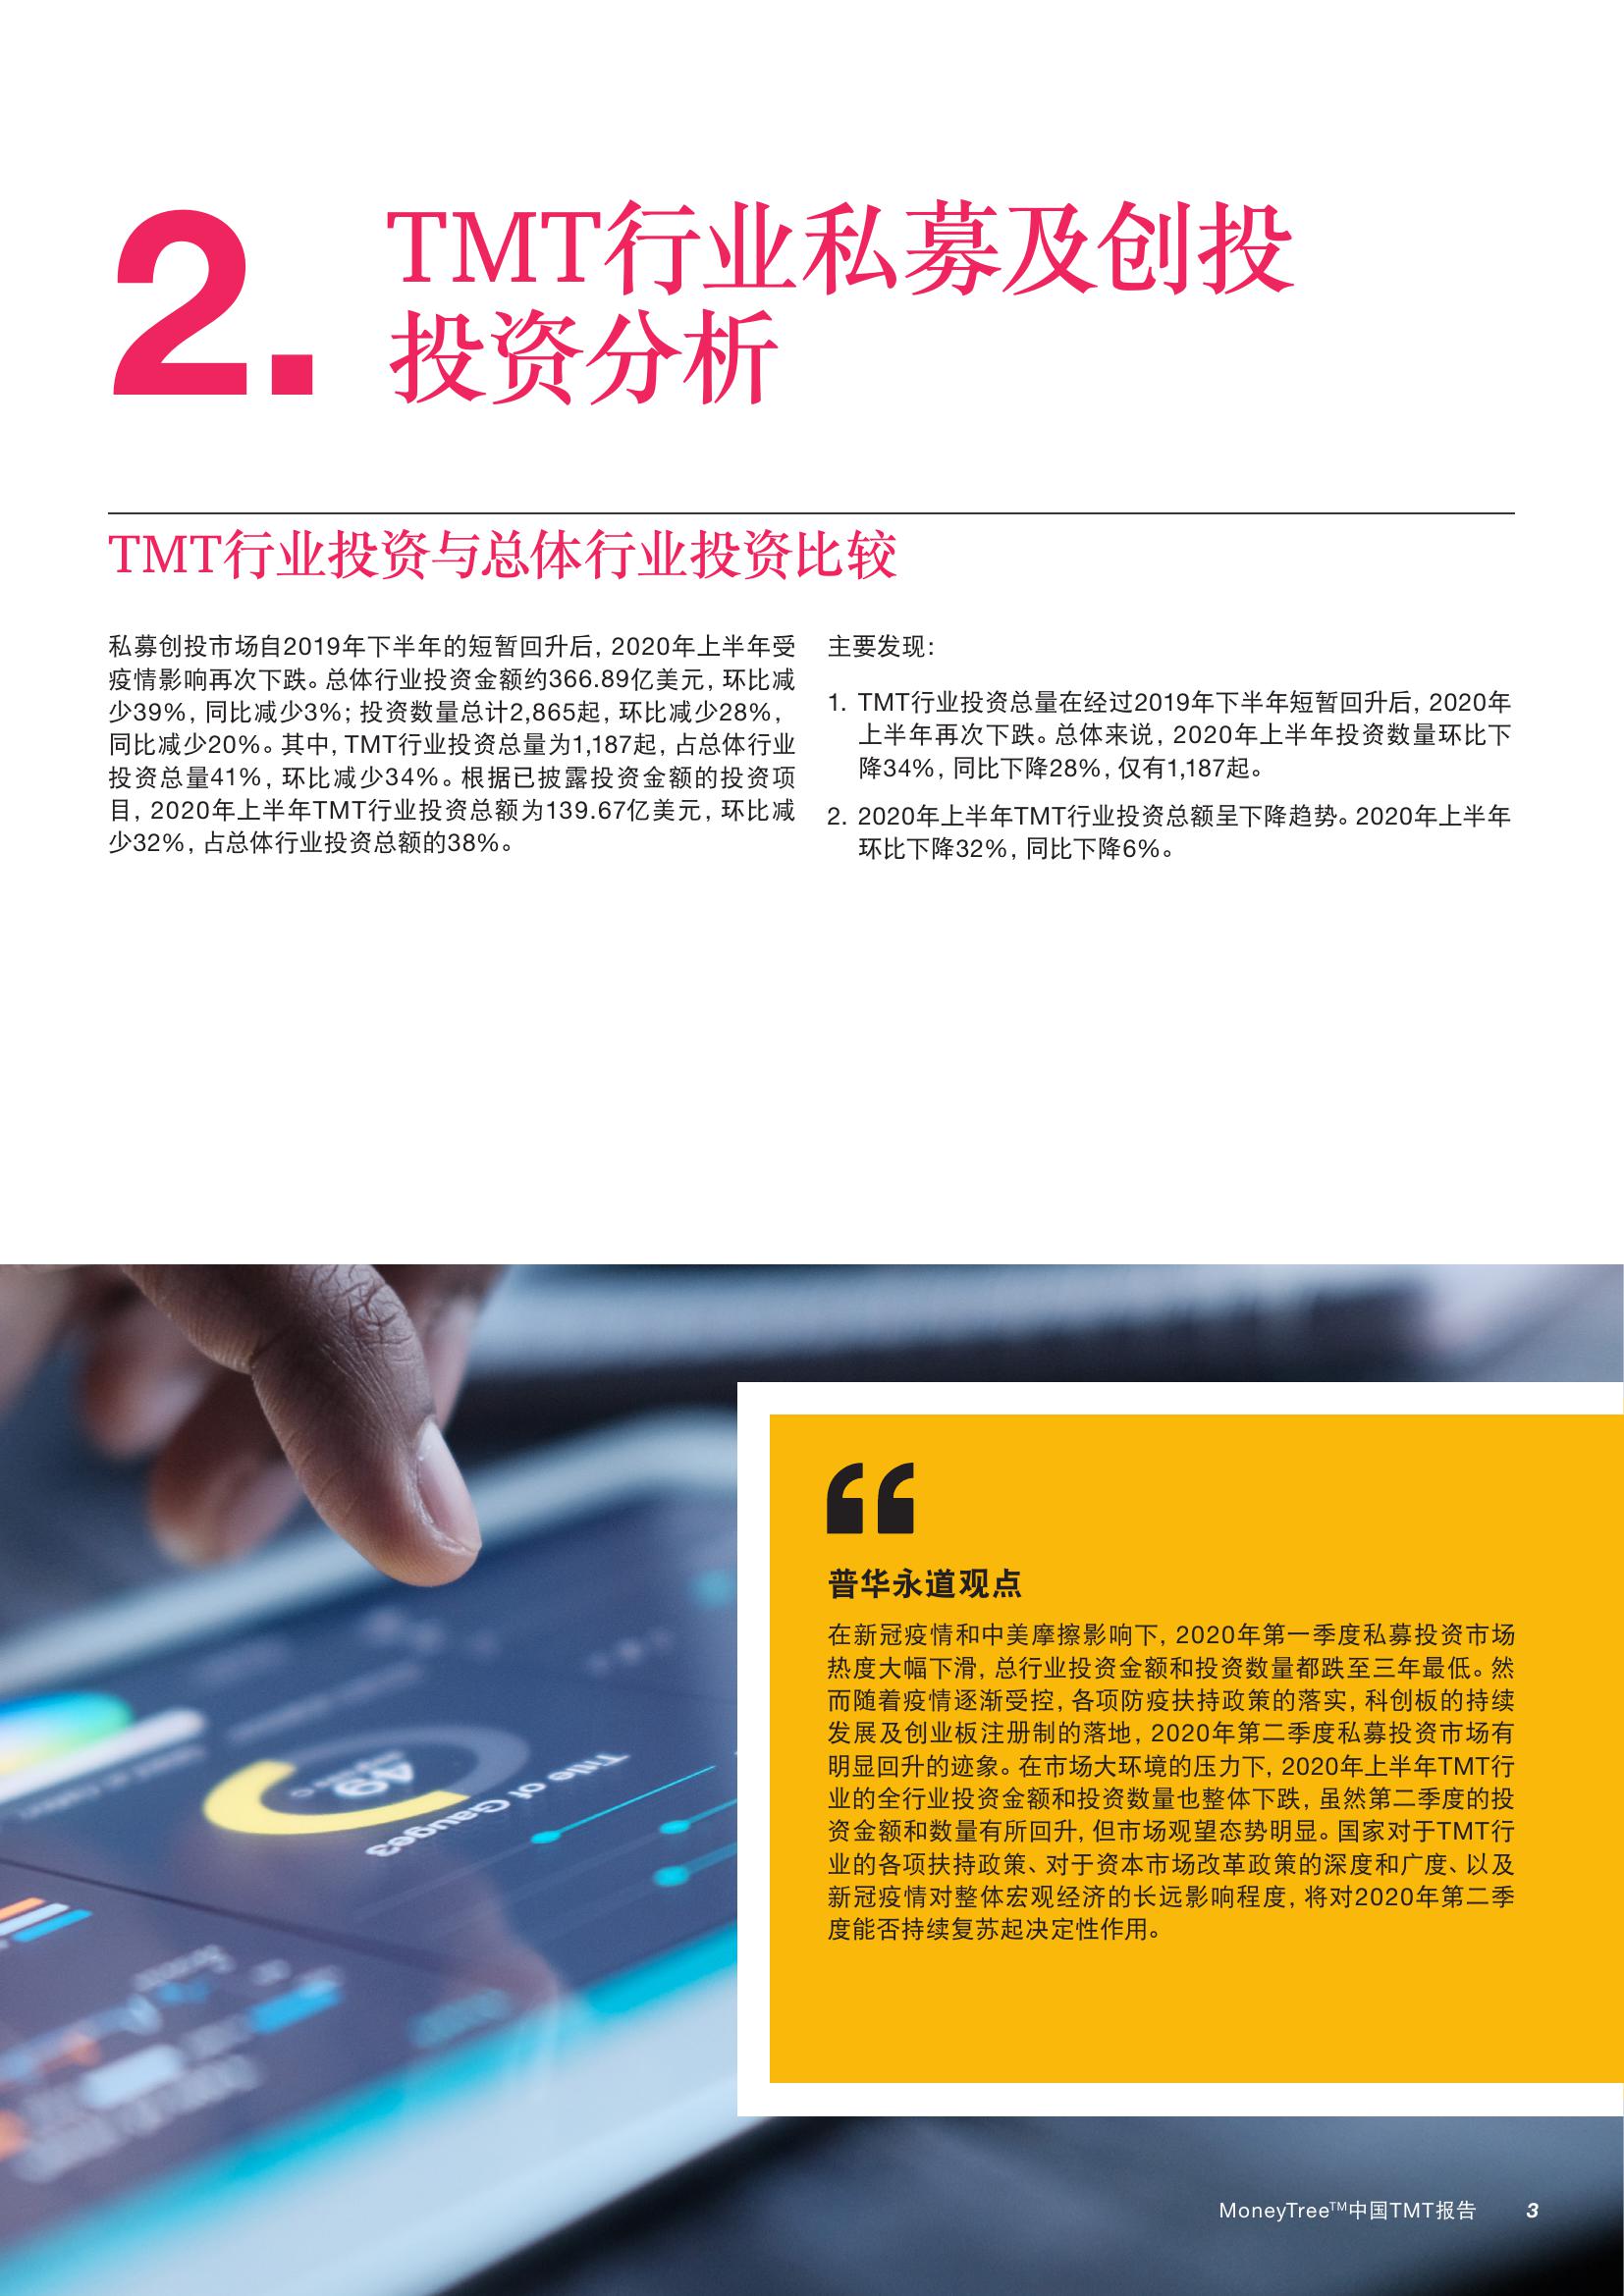 2.
TMT行业私募及创投
投资分析
TMT行业投资与总体行业投资比较
私募创投市场自2019年下半年的短暂回升后，2020年上半年受
疫情影响再次下跌。总体行业投资金额约366.89亿美元，环比减
少39%，同比减少3%；投资数量总计2,865起，环比减少28%，
同比减少20%。其中，TMT行业投资总量为1,187起，占总体行业
投资总量41%，环比减少34%。根据已披露投资金额的投资项
目，2020年上半年TMT行业投资总额为139.67亿美元，环比减
少32%，占总体行业投资总额的38%。
主要发现：
1. TMT行业投资总量在经过2019年下半年短暂回升后，2020年
上半年再次下跌。总体来说，2020年上半年投资数量环比下
降34%，同比下降28%，仅有1,187起。
2. 2020年上半年TMT行业投资总额呈下降趋势。2020年上半年
环比下降32%，同比下降6%。
49
Title of Gauges
“
普华永道观点
在新冠疫情和中美摩擦影响下，2020年第一季度私募投资市场
热度大幅下滑，总行业投资金额和投资数量都跌至三年最低。然
而随着疫情逐渐受控，各项防疫扶持政策的落实，科创板的持续
发展及创业板注册制的落地，2020年第二季度私募投资市场有
明显回升的迹象。在市场大环境的压力下，2020年上半年TMT行
业的全行业投资金额和投资数量也整体下跌，虽然第二季度的投
资金额和数量有所回升，但市场观望态势明显。国家对于TMT行
业的各项扶持政策、对于资本市场改革政策的深度和广度、以及
新冠疫情对整体宏观经济的长远影响程度，将对2020年第二季
度能否持续复苏起决定性作用。
MoneyTree™中国TMT报告 3